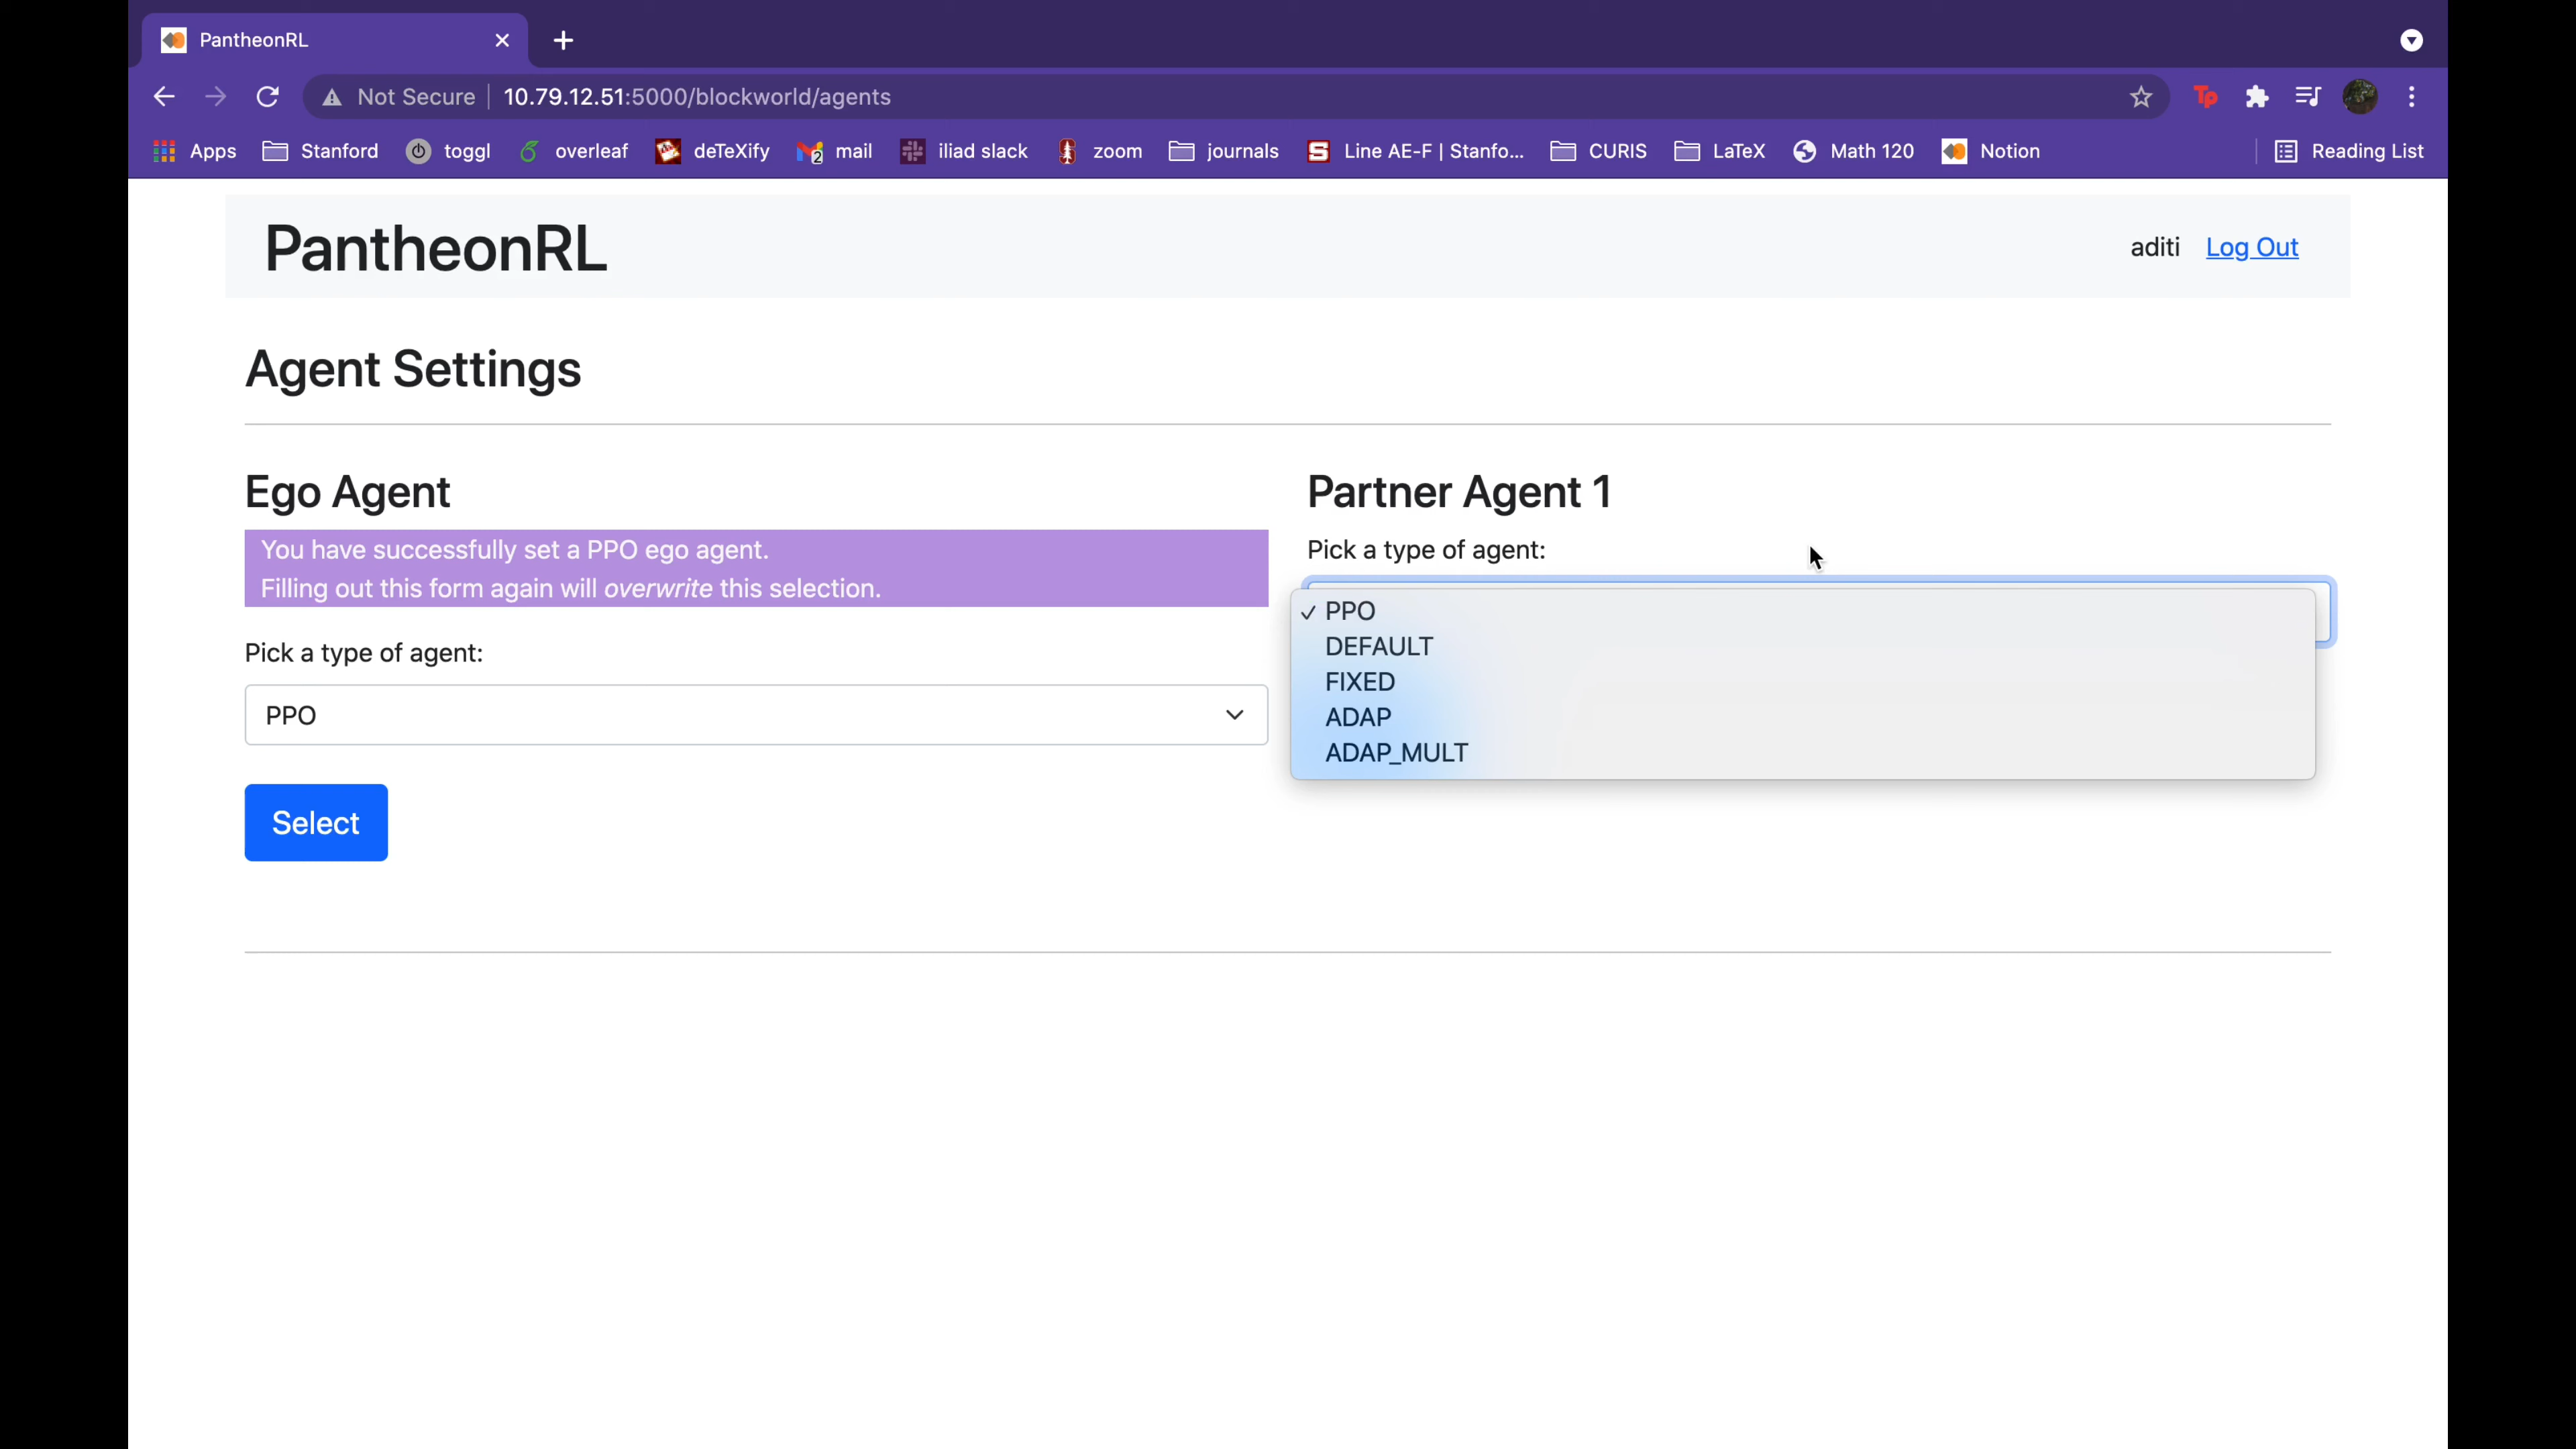 PantheonRL
Not Secure 10.79.12.51:5000/blockworld/agents
Tp
Apps Stanford toggl overleaf deTeXify 2 mail iliad slack zoom journals S Line AE-F | Stanfo... CURIS LaTeX Math 120 Notion Reading List
PantheonRL
aditi Log Out
Agent Settings
Ego Agent
You have successfully set a PPO ego agent.
Filling out this form again will overwrite this selection.
Pick a type of agent:
PPO
Select
Partner Agent 1
Pick a type of agent:
✓ PPO
DEFAULT
FIXED
ADAP
ADAP_MULT